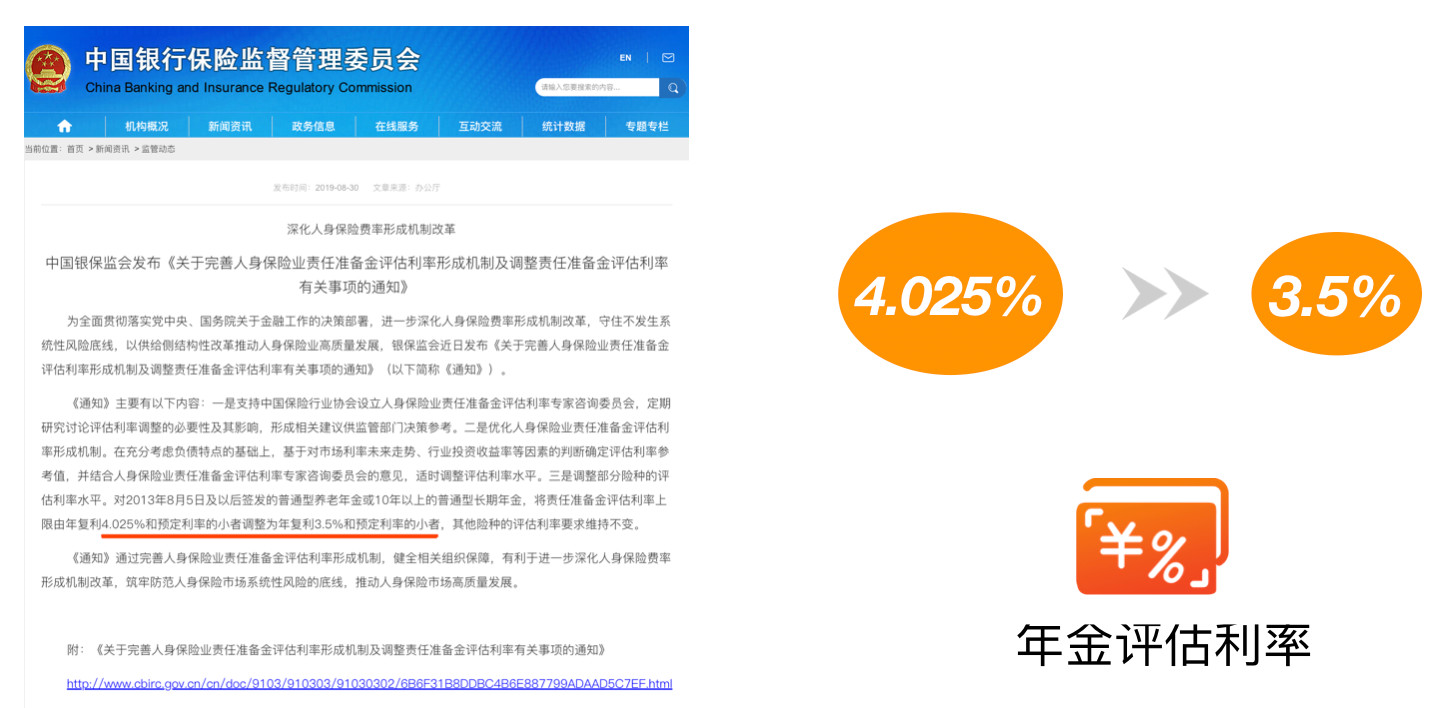 中国银行保险监督管理委员会
China Banking and Insurance Regulatory Commission
EN
请输入您要搜索的内容...
机构概况 新闻资讯 政务信息 在线服务 互动交流 统计数据 专题专栏
当前位置：首页 >新闻资讯 >监管动态
发布时间：2019-08-30 文章来源：办公厅
深化人身保险费率形成机制改革
中国银保监会发布《关于完善人身保险业责任准备金评估利率形成机制及调整责任准备金评估利率
有关事项的通知》
为全面贯彻落实党中央、国务院关于金融工作的决策部署，进一步深化人身保险费率形成机制改革，守住不发生系
统性风险底线，以供给侧结构性改革推动人身保险业高质量发展，银保监会近日发布《关于完善人身保险业责任准备金
评估利率形成机制及调整责任准备金评估利率有关事项的通知》（以下简称《通知》）。
《通知》主要有以下内容：一是支持中国保险行业协会设立人身保险业责任准备金评估利率专家咨询委员会，定期
研究讨论评估利率调整的必要性及其影响，形成相关建议供监管部门决策参考。二是优化人身保险业责任准备金评估利
率形成机制。在充分考虑负债特点的基础上，基于对市场利率未来走势、行业投资收益率等因素的判断确定评估利率参
考值，并结合人身保险业责任准备金评估利率专家咨询委员会的意见，适时调整评估利率水平。三是调整部分险种的评
估利率水平。对2013年8月5日及以后签发的普通型养老年金或10年以上的普通型长期年金，将责任准备金评估利率上
限由年复利4.025%和预定利率的小者调整为年复利3.5%和预定利率的小者，其他险种的评估利率要求维持不变。
《通知》通过完善人身保险业责任准备金评估利率形成机制，健全相关组织保障，有利于进一步深化人身保险费率
形成机制改革，筑牢防范人身保险市场系统性风险的底线，推动人身保险市场高质量发展。
附：《关于完善人身保险业责任准备金评估利率形成机制及调整责任准备金评估利率有关事项的通知》
http://www.cbirc.gov.cn/cn/doc/9103/910303/91030302/6B6F31B8DDBC4B6E887799ADAAD5C7EF.html
4.025%
3.5%
¥%
年金评估利率